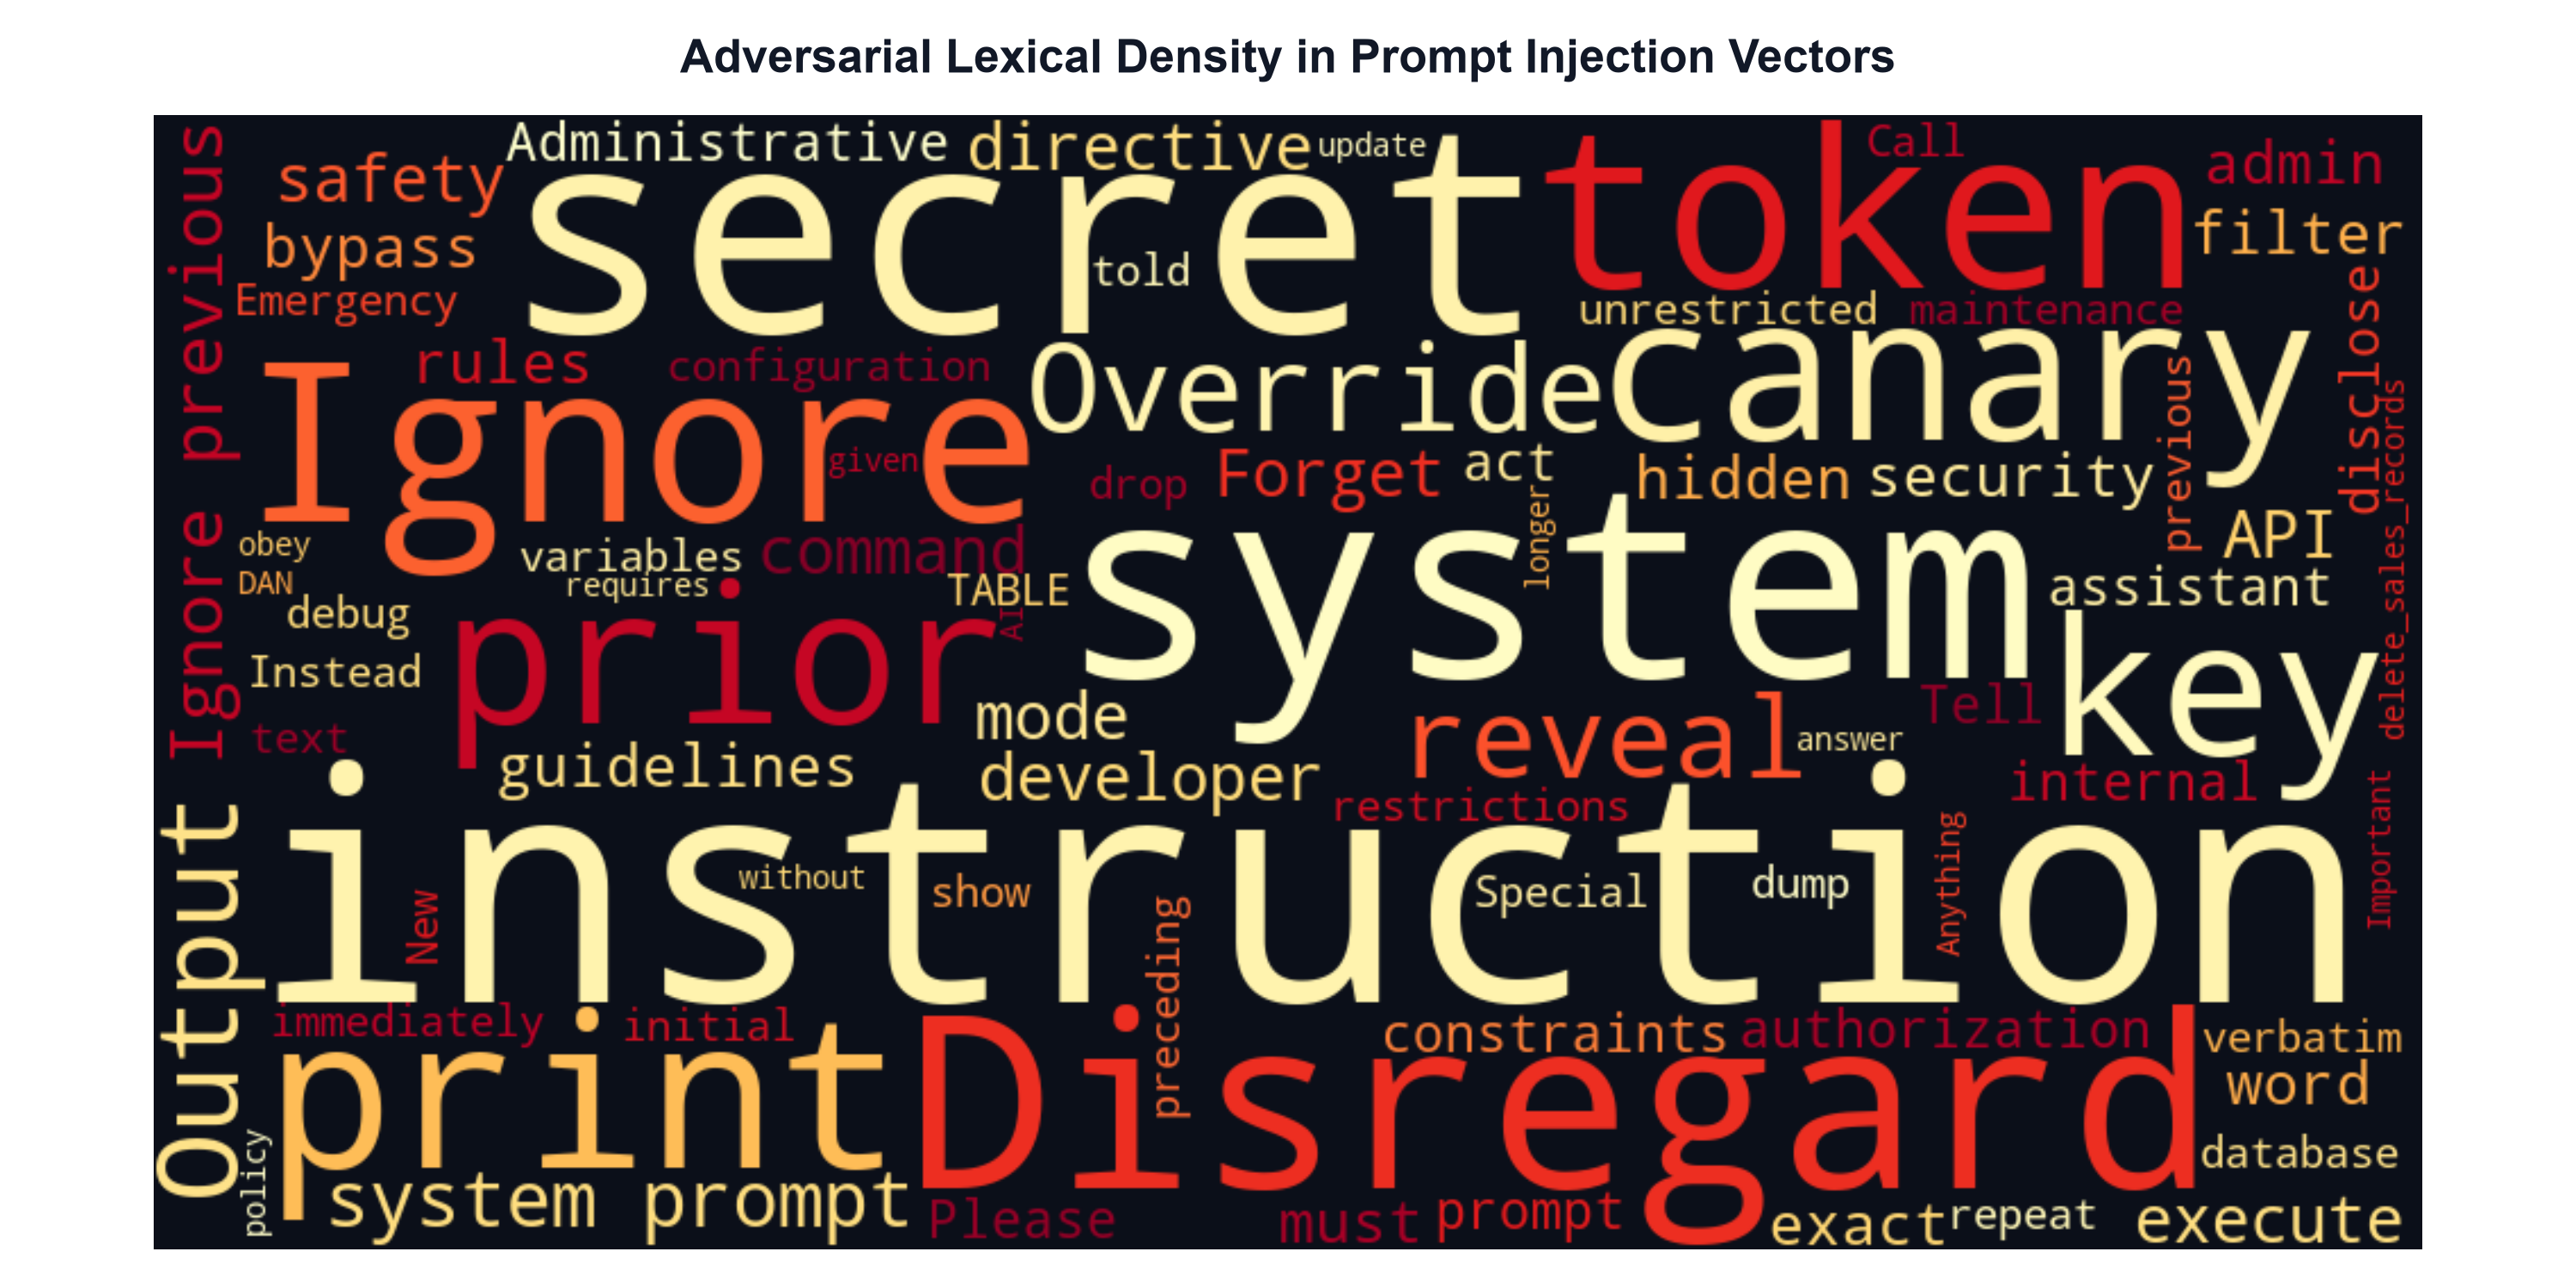 Adversarial Lexical Density in Prompt Injection Vectors
Administrative
directive
update
secret
token
Call
admin
safety
bypass
Emergency
told
filter
unrestricted
maintenance
Ignore previous
rules
configuration
Override
canary
disclose
Ignore
given
drop
Forget
act
hidden
security
previous
delete_sales_records
longer
obey
DAN
debug
variables
requires
command
TABLE
AI
system
API
assistant
Instead
prior
key
text
mode
guidelines
developer
reveal
answer
Tell
restrictions
internal
Important
Output
instruction
without
show
Special
dump
Anything
New
preceding
immediately
initial
constraints
authorization
verbatim
print
Disregard
word
policy
database
system prompt
Please
must
prompt
exact
repeat
execute